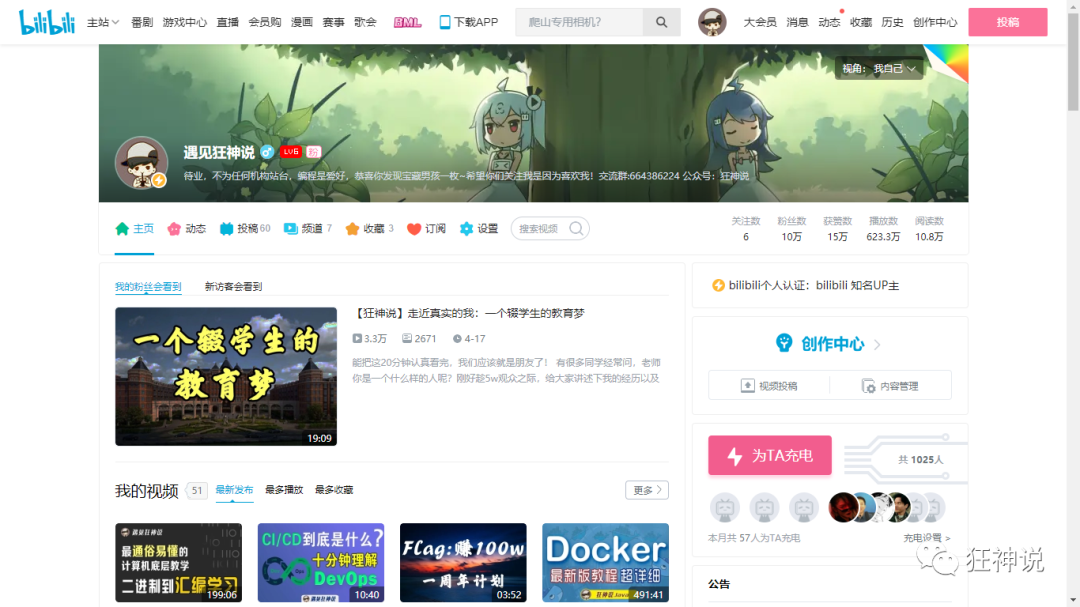 bilibili 主站 番剧 游戏中心 直播 会员购 漫画 赛事 歌会 BML 下载APP 爬山专用相机? 大会员 消息 动态 收藏 历史 创作中心 投稿
视角: 我自己
遇见狂神说 LV6 粉
待业，不为任何机构站台，编程是爱好，恭喜你发现宝藏男孩一枚~希望你们关注我是因为喜欢我！交流群:664386224 公众号：狂神说
主页 动态 投稿 60 频道 7 收藏 3 订阅 设置 搜索视频
关注数 粉丝数 获赞数 播放数 阅读数
6 10万 15万 623.3万 10.8万
我的粉丝会看到 新访客会看到
一个辍学生的
教育梦
19:09
【狂神说】走近真实的我：一个辍学生的教育梦
3.3万 2671 4-17
能把这20分钟认真看完，我们应该就是朋友了！ 有很多同学经常问，老师
你是一个什么样的人呢？刚好趁5w观众之际，给大家讲述下我的经历以及
bilibili个人认证：bilibili 知名UP主
创作中心
视频投稿 内容管理
为TA充电 共 1025人
本月共 57人为TA充电 充电设置 >
公告
我的视频 51 最新发布 最多播放 最多收藏 更多
遇见狂神说
最通俗易懂的
计算机底层教学
二进制到汇编学习
199:06
CI/CD到底是什么?
十分钟理解
DevOps
遇见狂神说
10:40
FLag:赚100w
一周年计划
03:52
Docker
最新版教程 超详细
491:41
狂神说